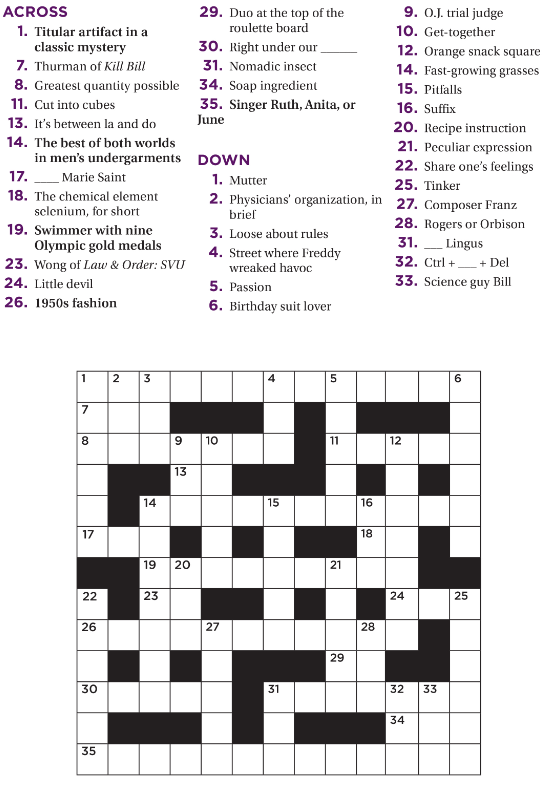 ACROSS
1. Titular artifact in a
classic mystery
7. Thurman of Kill Bill
8. Greatest quantity possible
11. Cut into cubes
13. It's between la and do
14. The best of both worlds
in men's undergarments
17. ____ Marie Saint
18. The chemical element
selenium, for short
19. Swimmer with nine
Olympic gold medals
23. Wong of Law & Order: SVU
24. Little devil
26. 1950s fashion
29. Duo at the top of the
roulette board
30. Right under our _____
31. Nomadic insect
34. Soap ingredient
35. Singer Ruth, Anita, or
June
DOWN
1. Mutter
2. Physicians' organization, in
brief
3. Loose about rules
4. Street where Freddy
wreaked havoc
5. Passion
6. Birthday suit lover
9. O.J. trial judge
10. Get-together
12. Orange snack square
14. Fast-growing grasses
15. Pitfalls
16. Suffix
20. Recipe instruction
21. Peculiar expression
22. Share one's feelings
25. Tinker
27. Composer Franz
28. Rogers or Orbison
31. ___ Lingus
32. Ctrl + ___ + Del
33. Science guy Bill
1 2 3 4 5 6
7
8 9 10 11 12
13
14 15 16
17 18
19 20 21
22 23 24 25
26 27 28
29
30 31 32 33
34
35